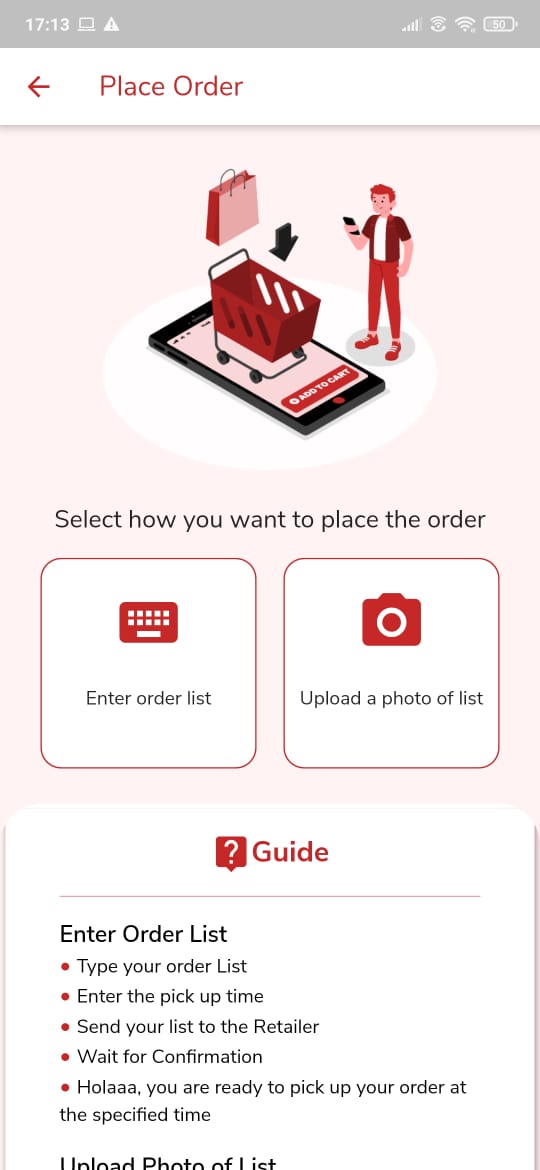 17:13
50
Place Order
ADD TO CART
Select how you want to place the order
Enter order list
Upload a photo of list
? Guide
Enter Order List
• Type your order List
• Enter the pick up time
• Send your list to the Retailer
• Wait for Confirmation
• Holaaa, you are ready to pick up your order at
the specified time
Upload Photo of List